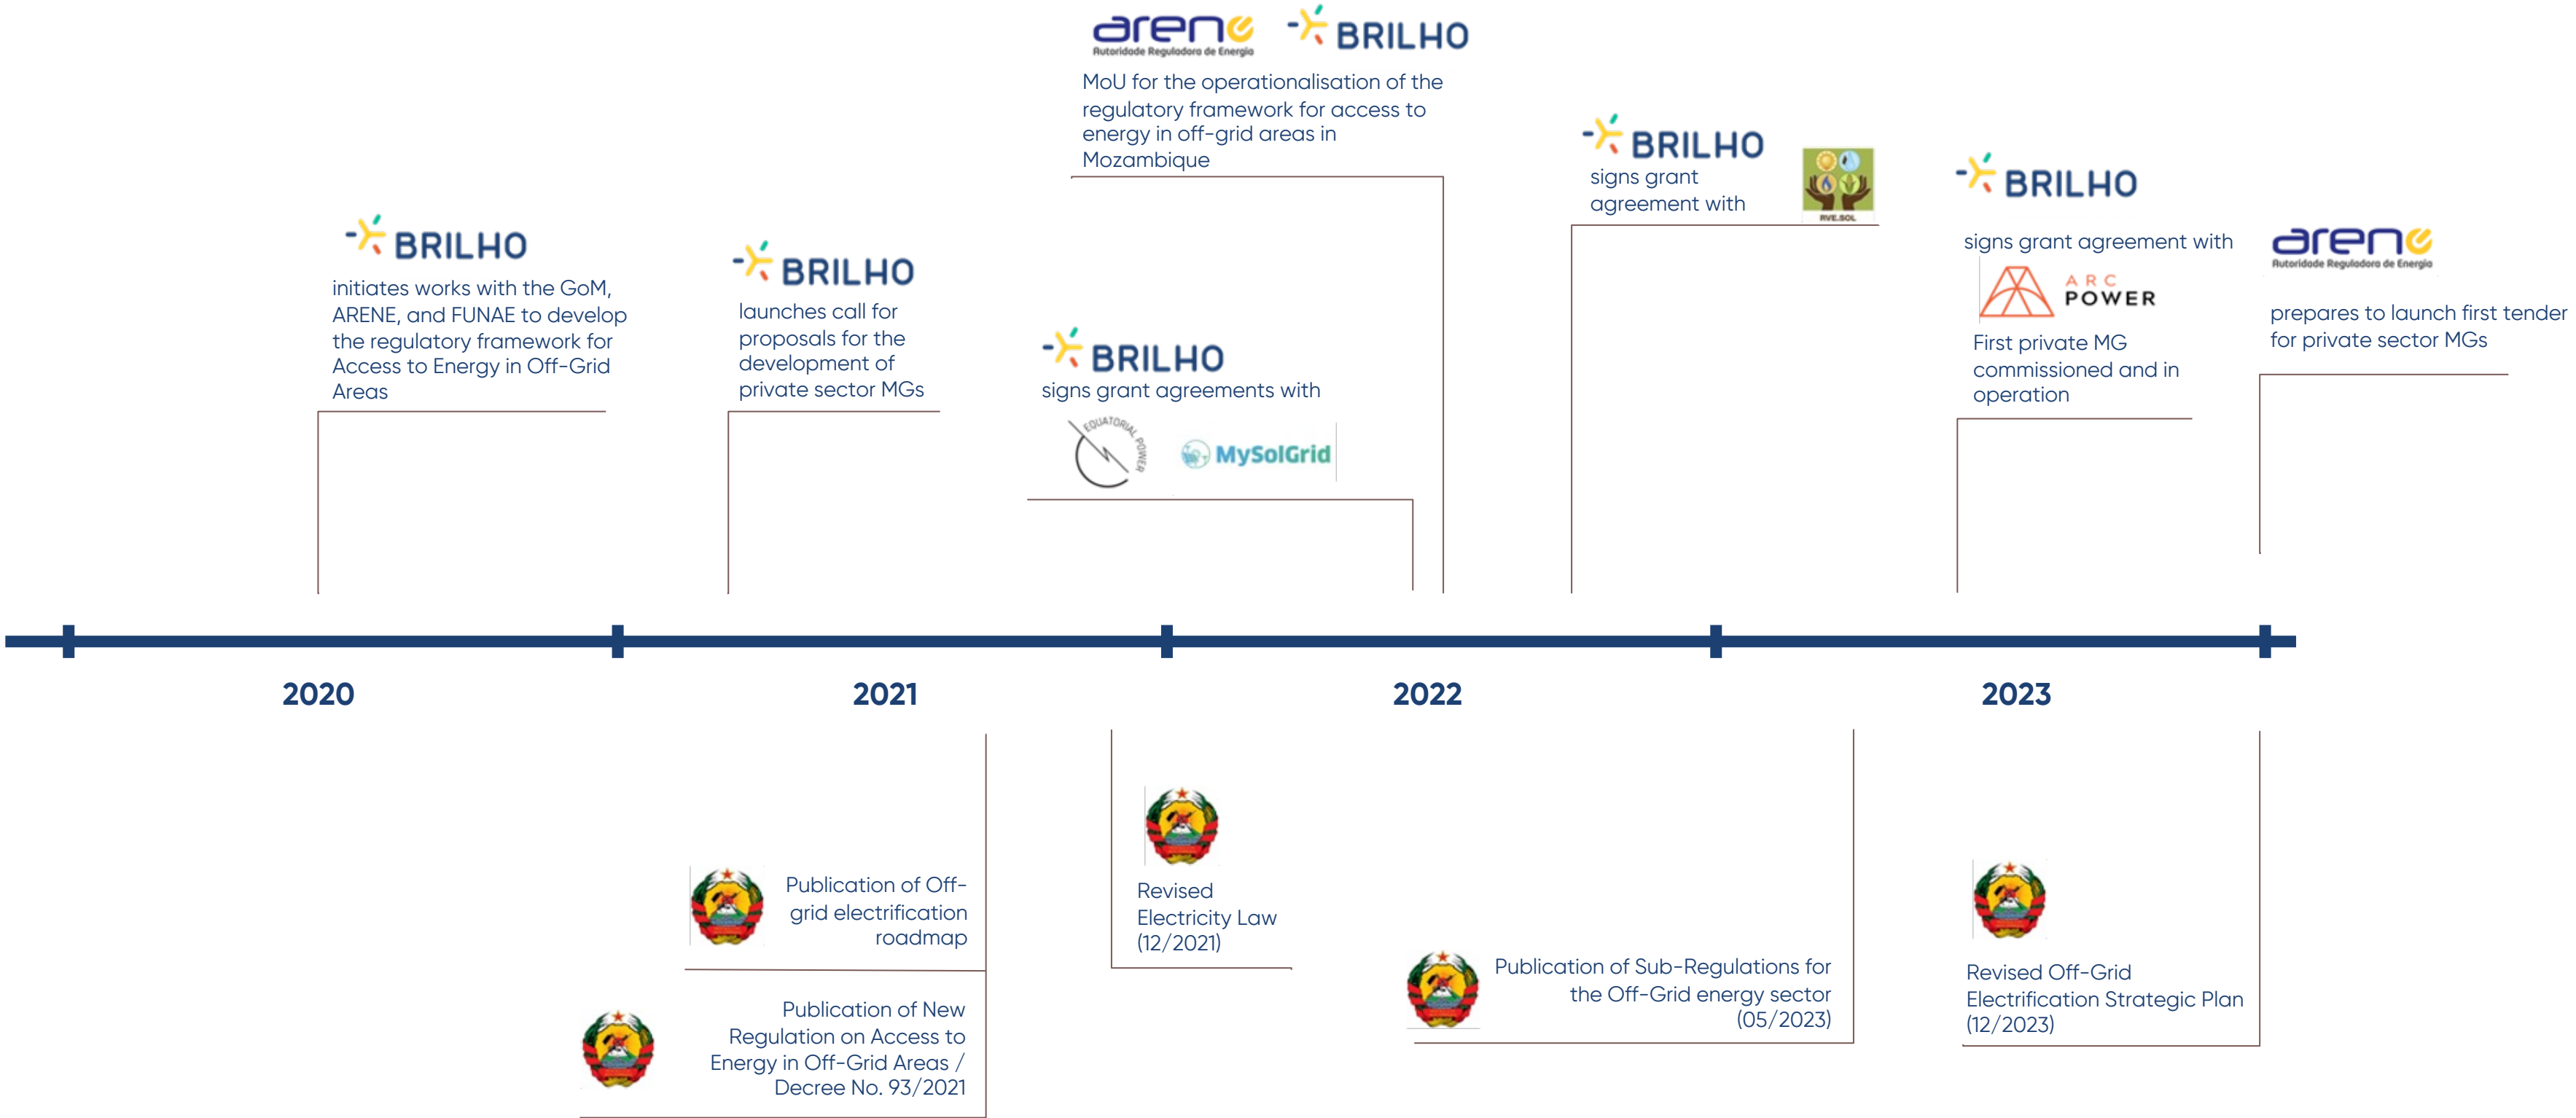 arene
Autoridade Reguladora de Energia
BRILHO
MoU for the operationalisation of the
regulatory framework for access to
energy in off-grid areas in
Mozambique
BRILHO
initiates works with the GoM,
ARENE, and FUNAE to develop
the regulatory framework for
Access to Energy in Off-Grid
Areas
BRILHO
launches call for
proposals for the
development of
private sector MGs
BRILHO
signs grant agreements with
EQUATORIAL POWER
MySolGrid
BRILHO
signs grant
agreement with
RVE.SOL
BRILHO
signs grant agreement with
ARC
POWER
First private MG
commissioned and in
operation
arene
Autoridade Reguladora de Energia
prepares to launch first tender
for private sector MGs
2020
2021
2022
2023
Publication of Off-
grid electrification
roadmap
Publication of New
Regulation on Access to
Energy in Off-Grid Areas /
Decree No. 93/2021
Revised
Electricity Law
(12/2021)
Publication of Sub-Regulations for
the Off-Grid energy sector
(05/2023)
Revised Off-Grid
Electrification Strategic Plan
(12/2023)